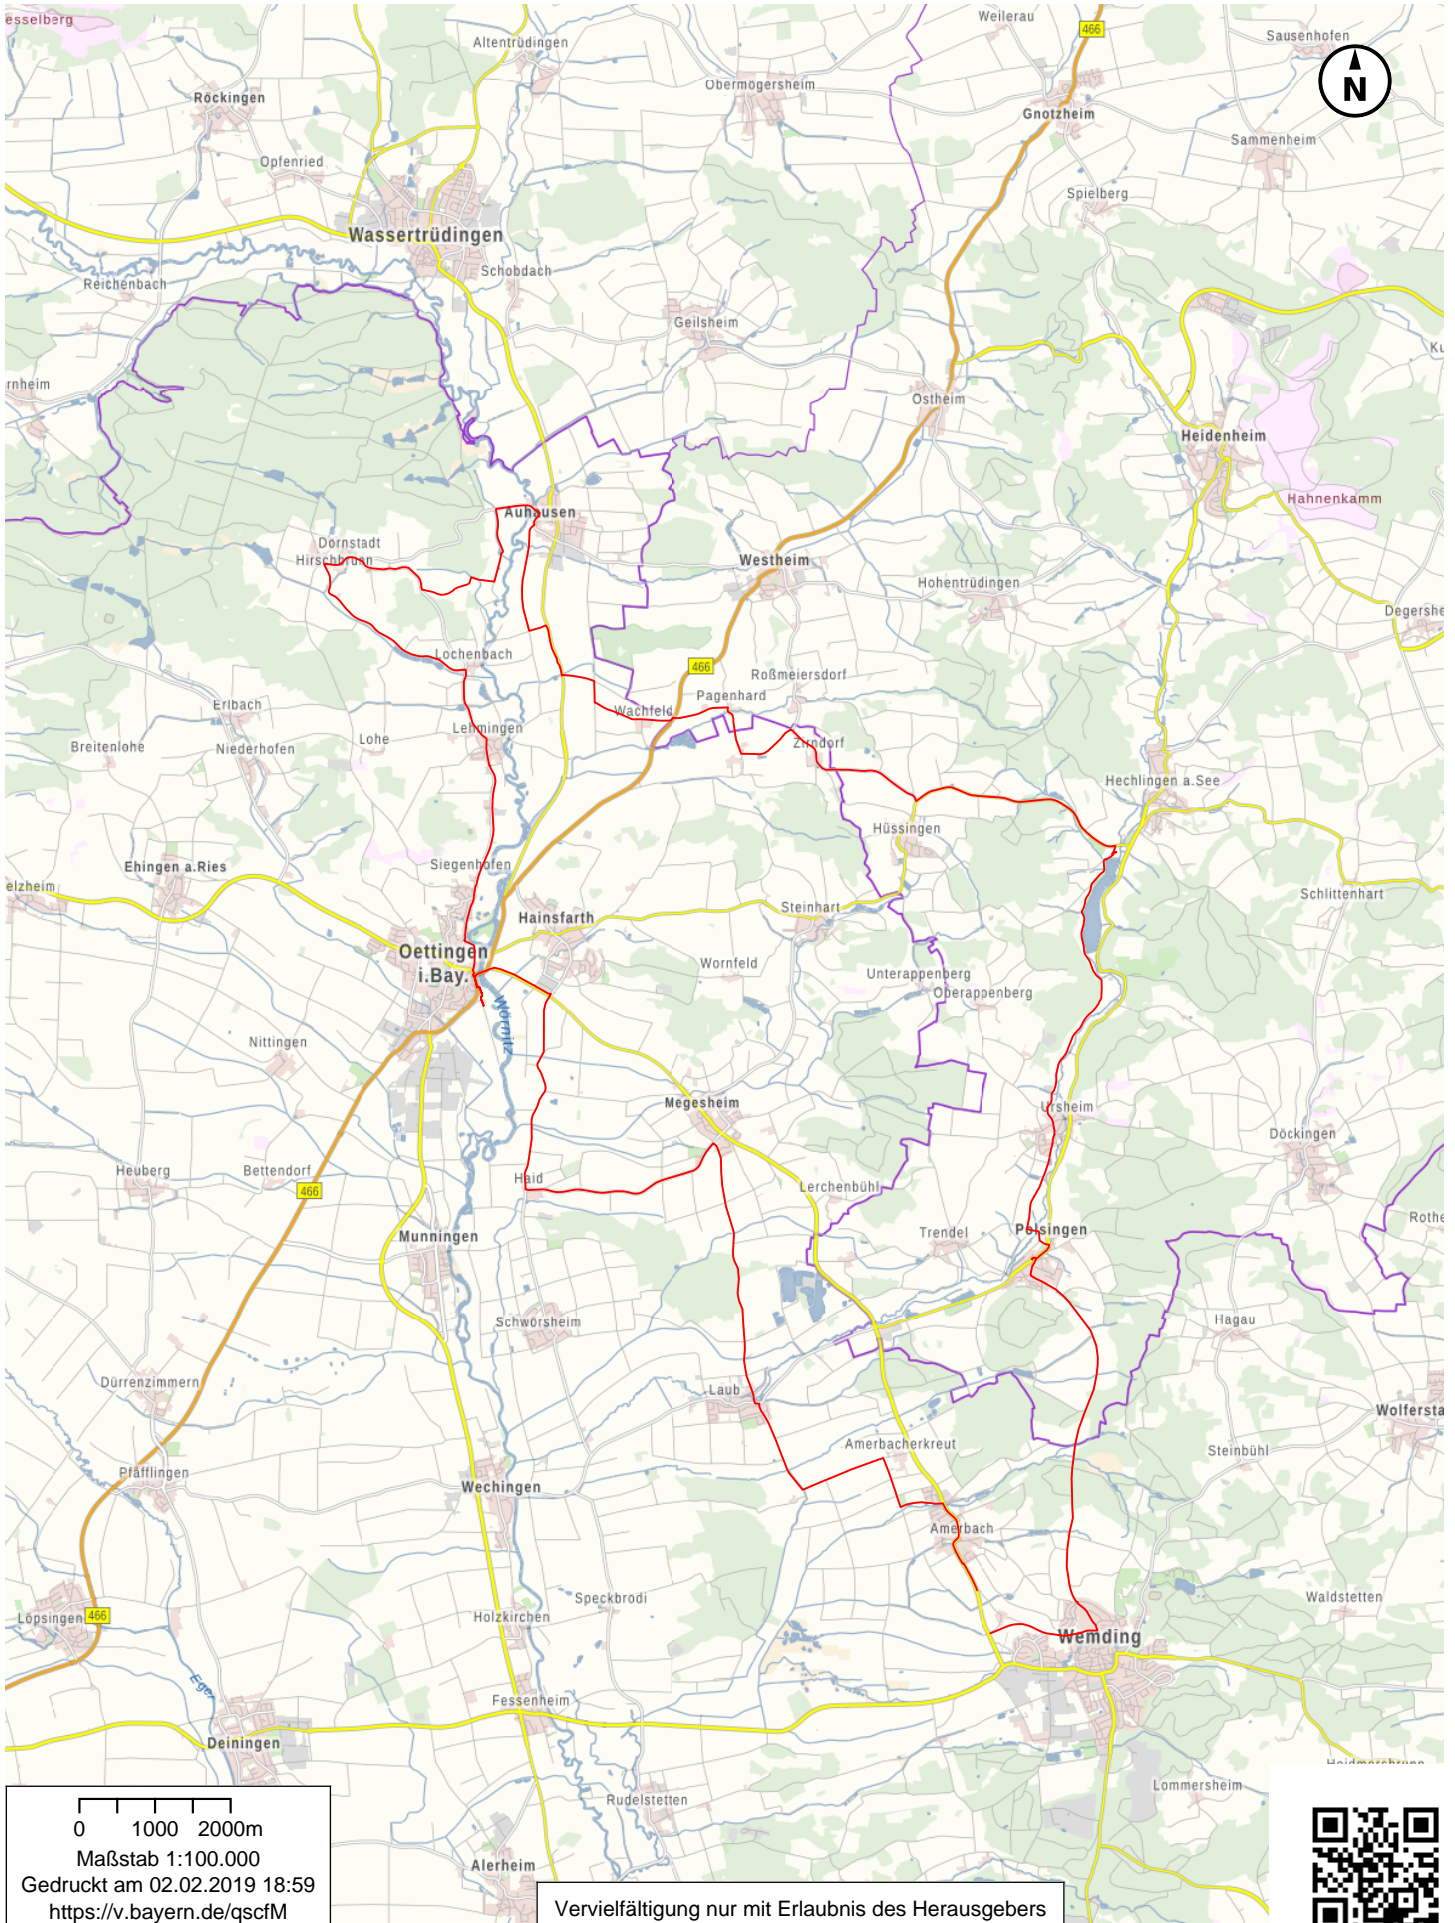 esselberg
Weilerau
466
Sausenhofen
Altentrüdingen
N
Obermögersheim
Röckingen
Gnotzheim
Sammenheim
Opfenried
Spielberg
Wassertrüdingen
Schobdach
Reichenbach
Geilsheim
Ku
rnheim
Ostheim
Heidenheim
Hahnenkamm
Auhausen
Dornstadt
Hirschbrunn
Westheim
Hohentrüdingen
Degershe
Lochenbach
466
Roßmeiersdorf
Pagenhard
Erlbach
Wachfeld
Lehmingen
Lohe
Breitenlohe
Niederhofen
Zirndorf
Hechlingen a.See
Hüssingen
Siegenhofen
Ehingen a.Ries
elzheim
Schlittenhart
Steinhart
Hainsfarth
Oettingen
i.Bay.
Wornfeld
Unterappenberg
Oberappenberg
Wörnitz
Nittingen
Megesheim
Ursheim
Döckingen
Heuberg
Bettendorf
Haid
466
Lerchenbühl
Rothe
Trendel
Polsingen
Munningen
Schwörsheim
Hagau
Dürrenzimmern
Laub
Wolfersta
Amerbacherkreut
Steinbühl
Pfäfflingen
Wechingen
Amerbach
Speckbrodi
Waldstetten
Löpsingen
466
Holzkirchen
Wemding
Eger
Fessenheim
Deiningen
Heidmersbrunn
Lommersheim
Rudelstetten
0 1000 2000m
Maßstab 1:100.000
Gedruckt am 02.02.2019 18:59
https://v.bayern.de/qscfM
Alerheim
Vervielfältigung nur mit Erlaubnis des Herausgebers